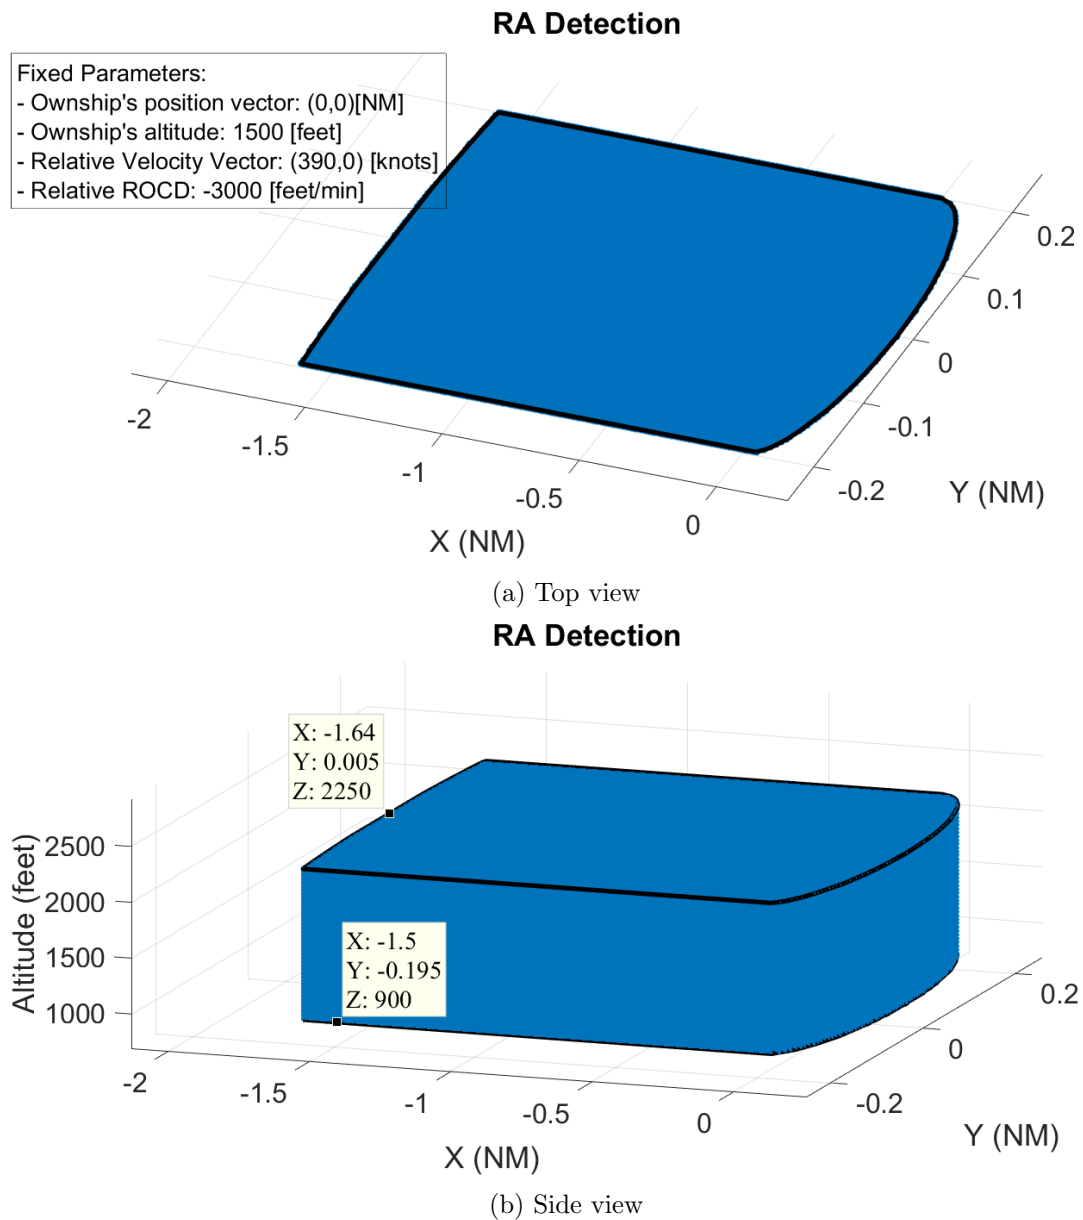 RA Detection
Fixed Parameters:
- Ownship's position vector: (0,0)[NM]
- Ownship's altitude: 1500 [feet]
- Relative Velocity Vector: (390,0) [knots]
- Relative ROCD: -3000 [feet/min]
0.2
0.1
0
-0.1
-0.2
Y (NM)
-2
-1.5
-1
-0.5
0
X (NM)
(a) Top view
RA Detection
X: -1.64
Y: 0.005
Z: 2250
X: -1.5
Y: -0.195
Z: 900
Altitude (feet)
2500
2000
1500
1000
-2
-1.5
-1
-0.5
0
X (NM)
0.2
0
-0.2
Y (NM)
(b) Side view